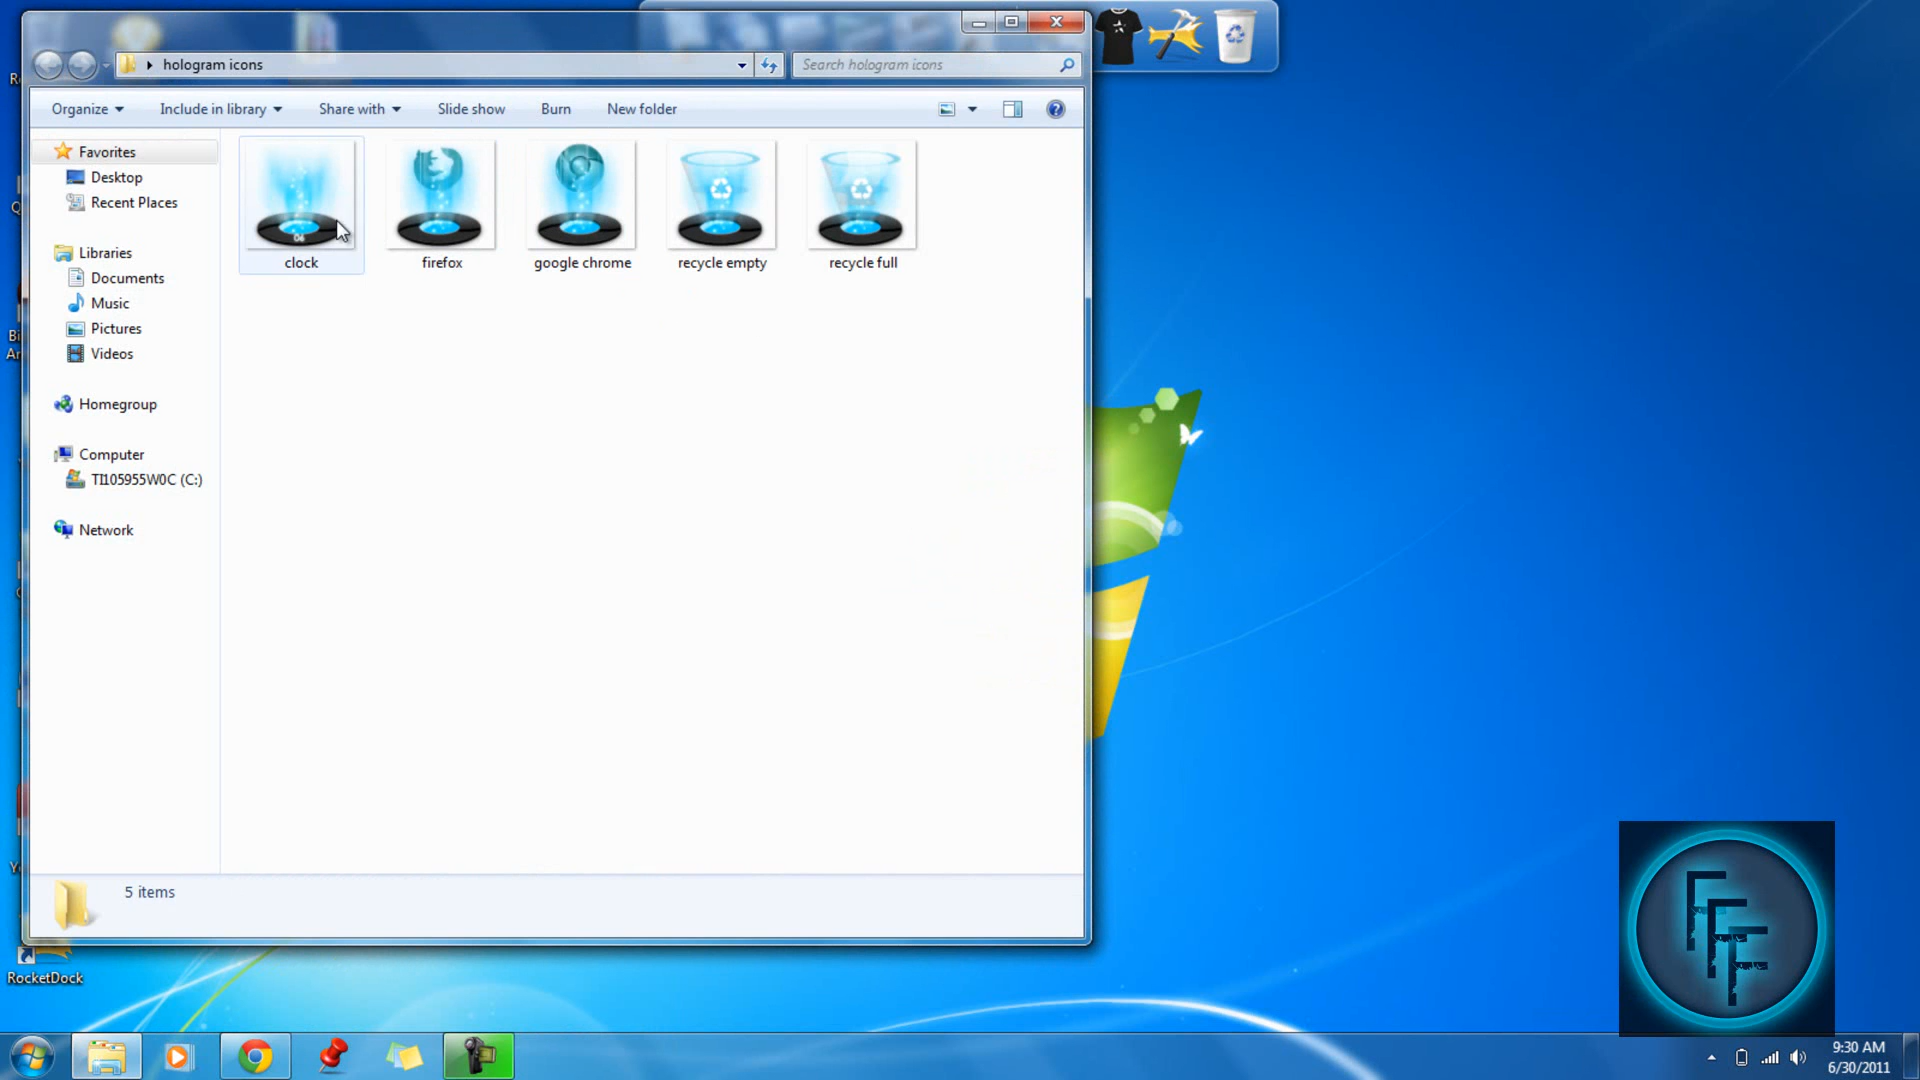 hologram icons
Search hologram icons
Organize
Include in library
Share with
Slide show
Burn
New folder
Favorites
Desktop
Recent Places
Libraries
Documents
Music
Pictures
Videos
Homegroup
Computer
TI105955W0C (C:)
Network
clock
firefox
google chrome
recycle empty
recycle full
5 items
RocketDock
9:30 AM
6/30/2011